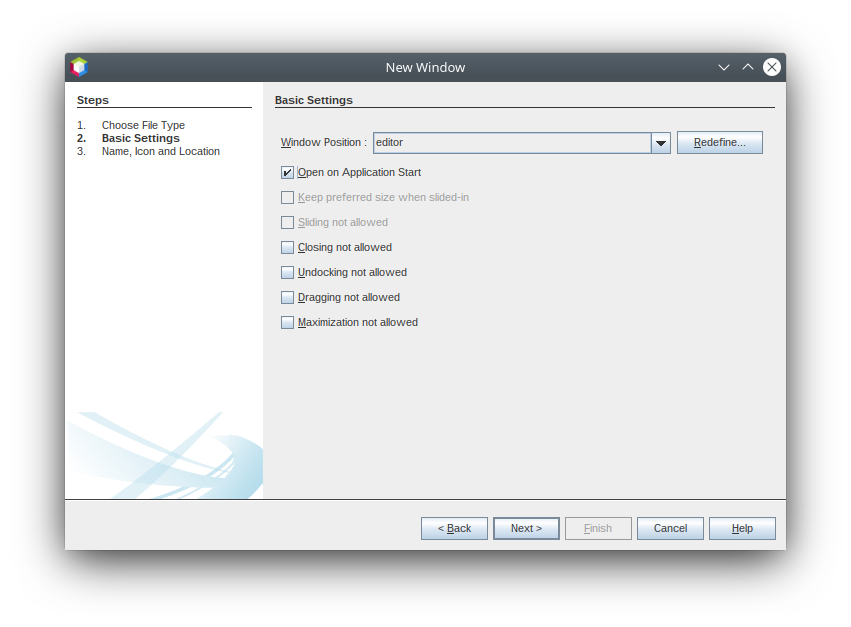 New Window
Steps
1. Choose File Type
2. Basic Settings
3. Name, Icon and Location
Basic Settings
Window Position : editor Redefine...
Open on Application Start
Keep preferred size when slided-in
Sliding not allowed
Closing not allowed
Undocking not allowed
Dragging not allowed
Maximization not allowed
< Back Next > Finish Cancel Help